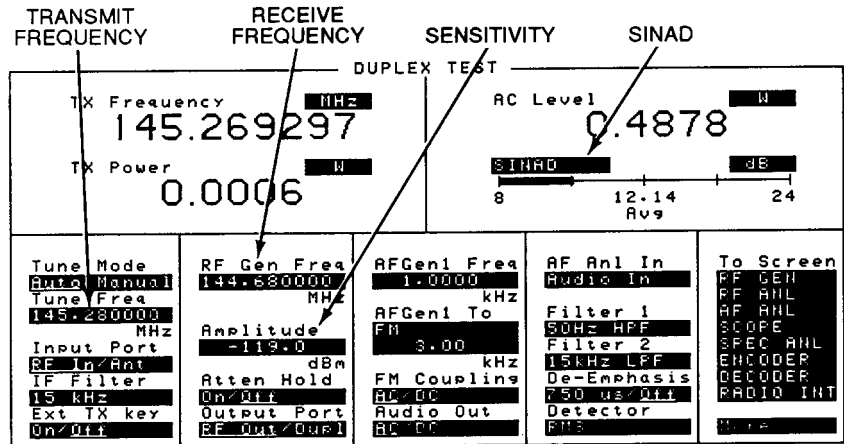 TRANSMIT FREQUENCY
RECEIVE FREQUENCY
SENSITIVITY
SINAD
DUPLEX TEST
TX Frequency MHz
145.269297
TX Power W
0.0006
AC Level W
0.4878
SINAD dB
8 12.14 24
Avg
Tune Mode
Auto/Manual
Tune Freq
145.280000
MHz
Input Port
RF In/Ant
IF Filter
15 kHz
Ext TX key
On/Off
RF Gen Freq
144.680000
MHz
Amplitude
-119.0
dBm
Atten Hold
On/Off
Output Port
RF Out/Dupl
AFGen1 Freq
1.0000
kHz
AFGen1 To
FM
3.00
kHz
FM Coupling
AC/DC
Audio Out
AC/DC
AF Anl In
Audio In
Filter 1
50Hz HPF
Filter 2
15kHz LPF
De-Emphasis
750 us/Off
Detector
RMS
To Screen
RF GEN
RF ANL
AF ANL
SCOPE
SPEC ANL
ENCODER
DECODER
RADIO INT
More